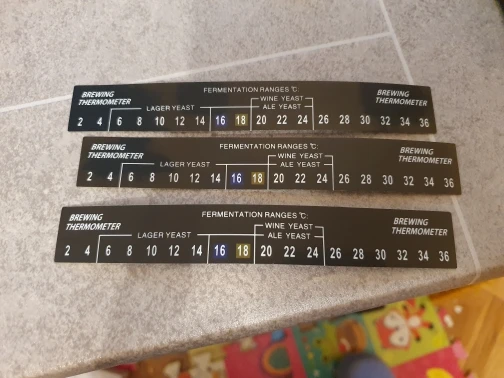 FERMENTATION RANGES °C:
BREWING THERMOMETER
LAGER YEAST
WINE YEAST
ALE YEAST
BREWING THERMOMETER
2 4 6 8 10 12 14 16 18 20 22 24 26 28 30 32 34 36
FERMENTATION RANGES °C:
BREWING THERMOMETER
LAGER YEAST
WINE YEAST
ALE YEAST
BREWING THERMOMETER
2 4 6 8 10 12 14 16 18 20 22 24 26 28 30 32 34 36
FERMENTATION RANGES °C:
BREWING THERMOMETER
LAGER YEAST
WINE YEAST
ALE YEAST
BREWING THERMOMETER
2 4 6 8 10 12 14 16 18 20 22 24 26 28 30 32 34 36